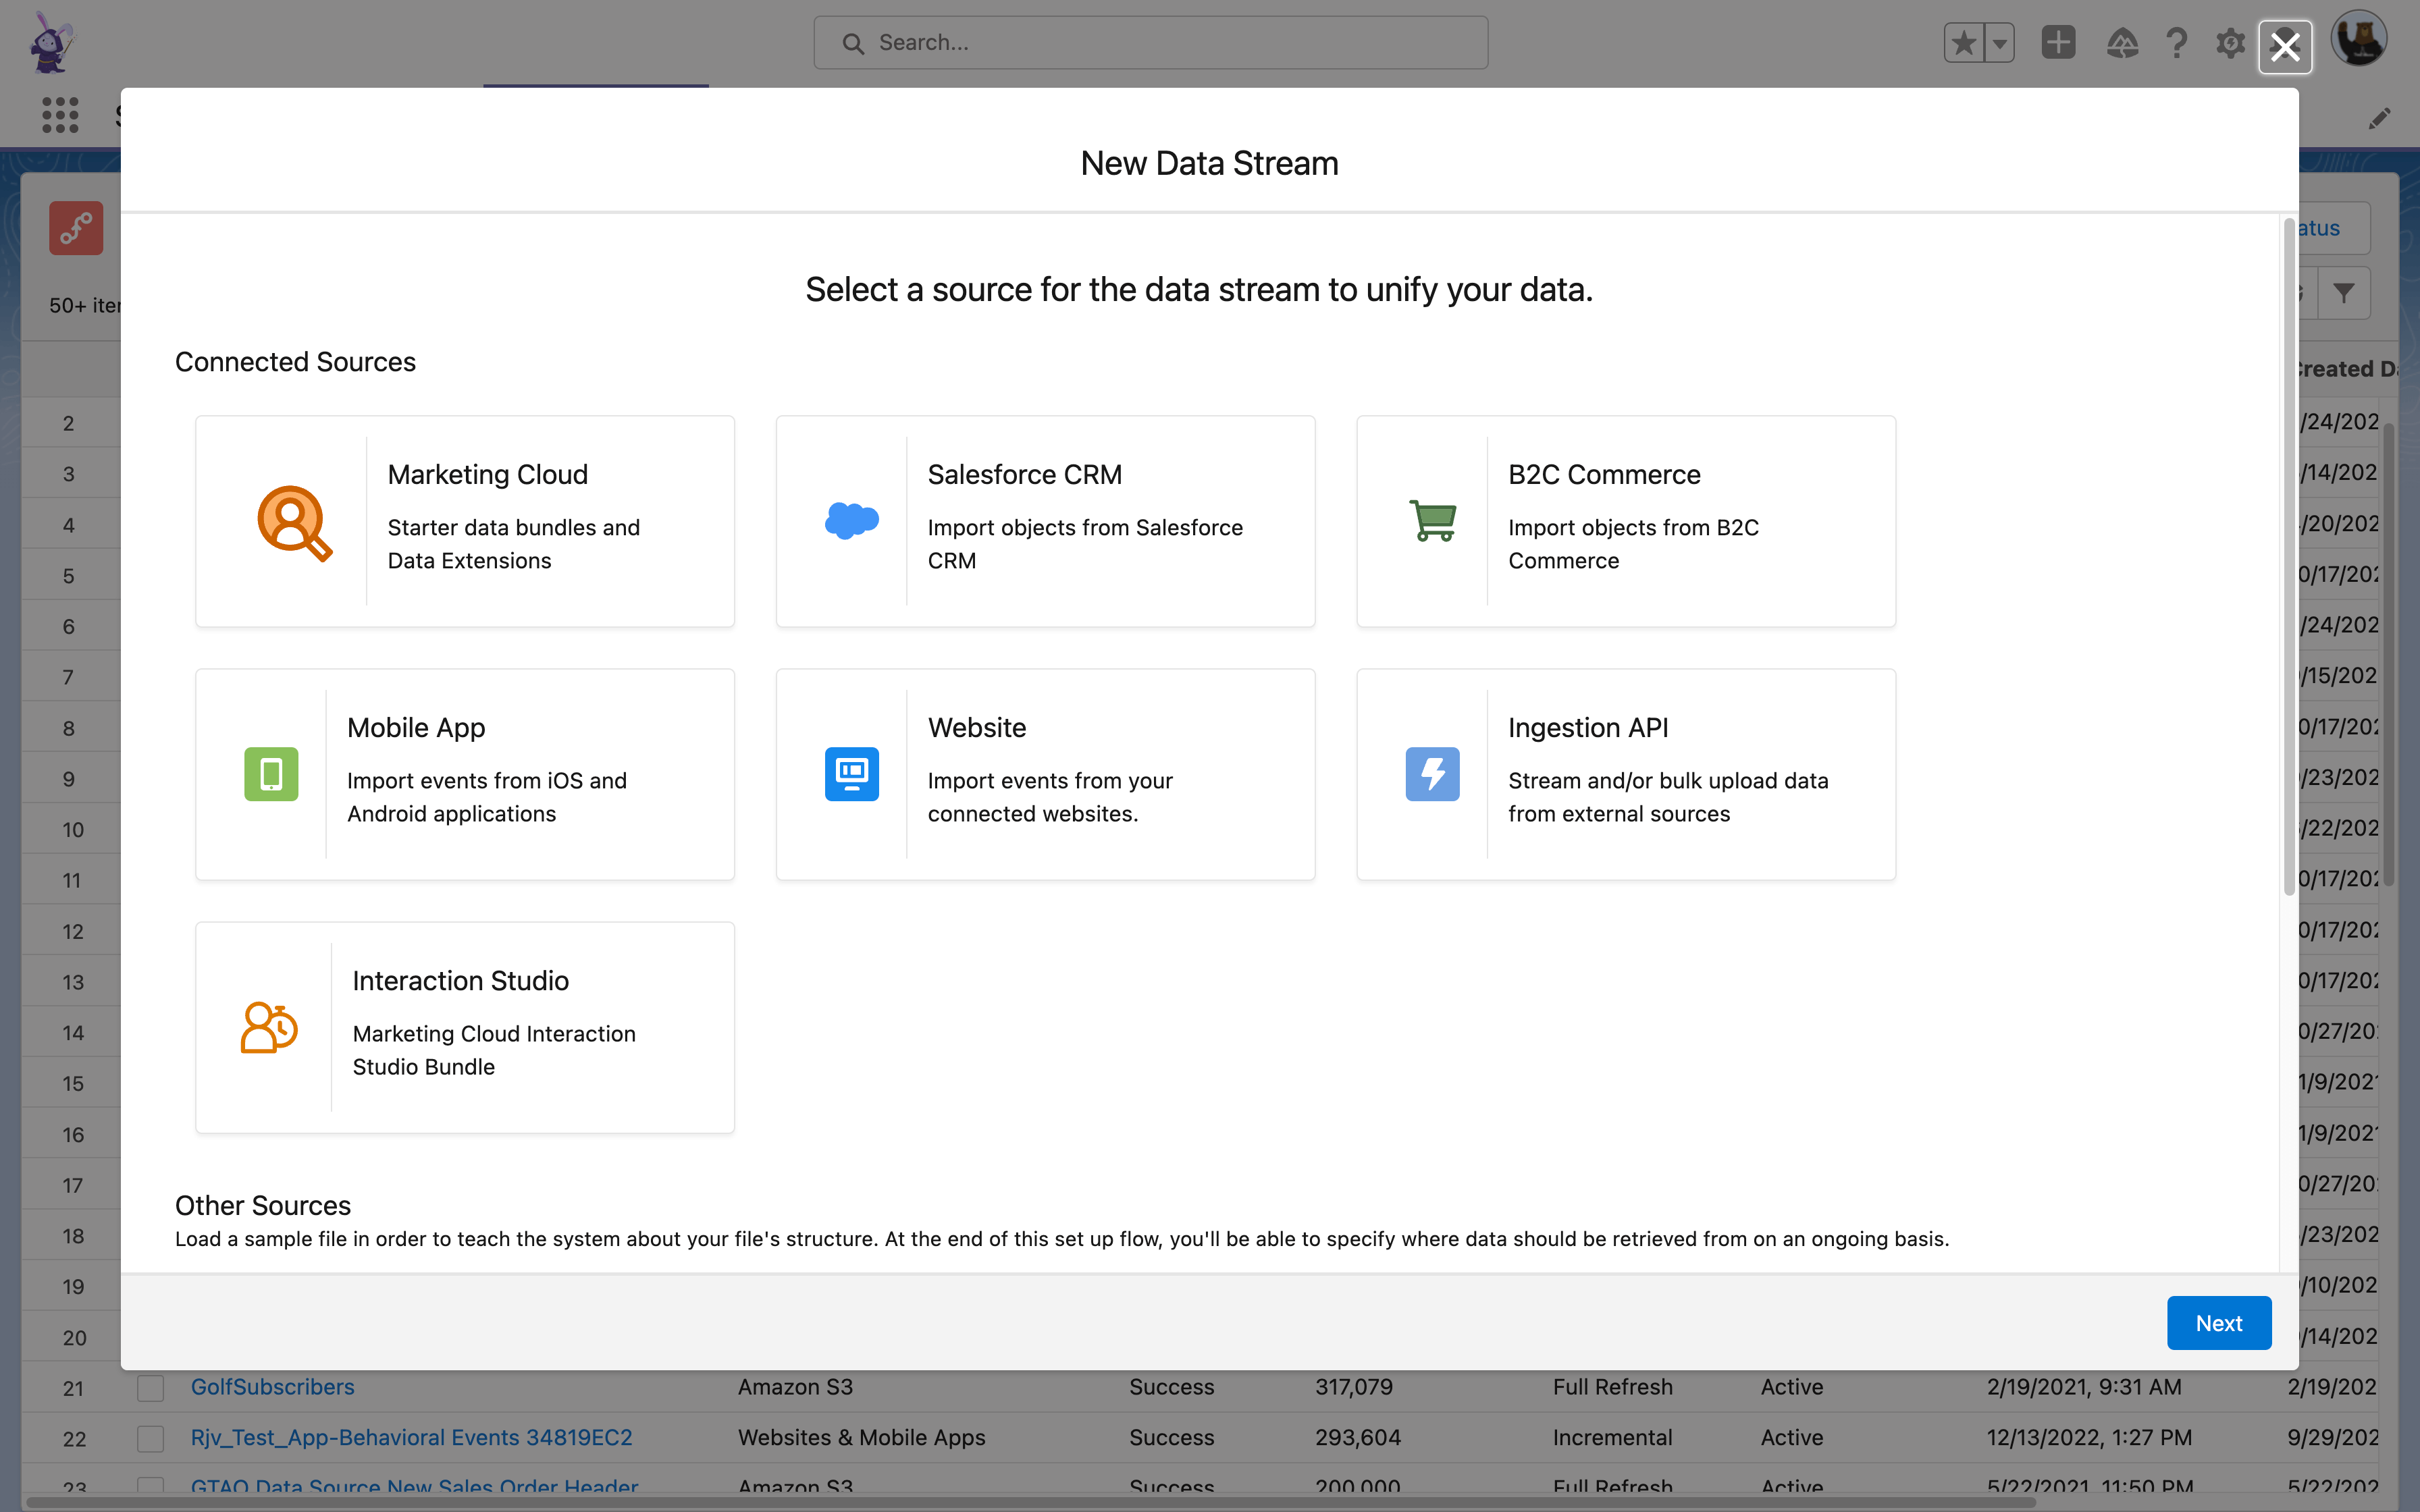 Search...
New Data Stream
atus
Select a source for the data stream to unify your data.
50+
Connected Sources
Marketing Cloud
Starter data bundles and
Data Extensions
Salesforce CRM
Import objects from Salesforce
CRM
B2C Commerce
Import objects from B2C
Commerce
Mobile App
Import events from iOS and
Android applications
Website
Import events from your
connected websites.
Ingestion API
Stream and/or bulk upload data
from external sources
Interaction Studio
Marketing Cloud Interaction
Studio Bundle
Other Sources
Load a sample file in order to teach the system about your file's structure. At the end of this set up flow, you'll be able to specify where data should be retrieved from on an ongoing basis.
Next
2 /24/202
3 /14/202
4 /20/202
5 0/17/202
6 /24/202
7 /15/202
8 0/17/202
9 /23/202
10 /22/202
11 0/17/202
12 0/17/202
13 0/17/202
14 0/27/20
15 1/9/202
16 1/9/202
17 0/27/20
18 /23/202
19 /10/202
20 /14/202
21 GolfSubscribers Amazon S3 Success 317,079 Full Refresh Active 2/19/2021, 9:31 AM 2/19/202
22 Rjv_Test_App-Behavioral Events 34819EC2 Websites & Mobile Apps Success 293,604 Incremental Active 12/13/2022, 1:27 PM 9/29/202
23 GTAO Data Source New Sales Order Header Amazon S3 Success 200,000 Full Refresh Active 5/22/2021, 11:50 PM 5/22/202